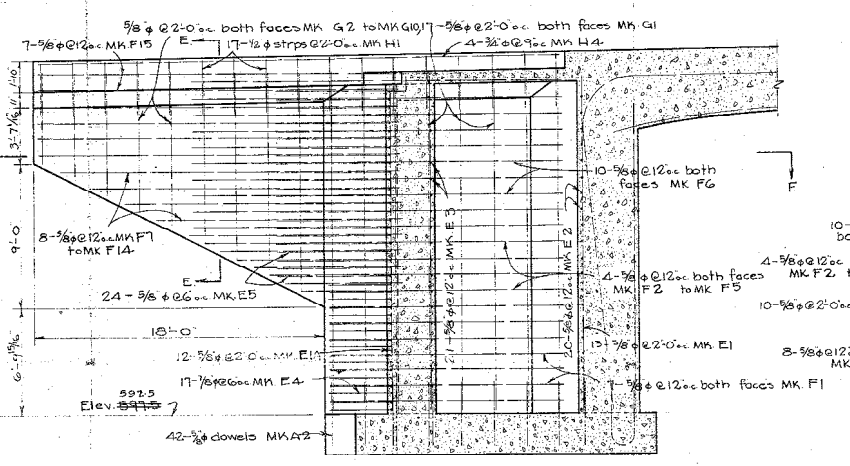 5/8"φ@2'-0"o.c. both faces MK G2 to MK G10
17-5/8"φ@2'-0"o.c. both faces MK. G1
7-5/8"φ@12"o.c. MK. F15
E
17-1/2"φ strps @2'-0"o.c. MK H1
4-3/4"φ@9"o.c. MK H4
1'-10"
3'-7 1/16"
9'-0
6'-9 15/16"
10-5/8"φ@12"o.c. both
faces MK F6
F
8-5/8"φ@12"o.c. MK F7
to MK F14
E
24-5/8"φ@6"o.c. MK. E5
21-5/8"φ@12"o.c. MK. E3
20-5/8"φ@12"o.c. MK E2
4-5/8"φ@12"o.c. both faces
MK F2 to MK F5
10-
4-5/8"φ@12"o.c.
MK F2
10-5/8"φ@2'-0"o.c.
18'-0"
12-5/8"φ@2'-0"o.c. MK. E1A
13-5/8"φ@2'-0"o.c. MK. E1
8-5/8"φ@12"
MK
17-7/8"φ@6"o.c. MK. E4
7-5/8"φ@12"o.c. both faces MK. F1
592.5
Elev. 597.5
42-5/8"φ dowels MK A2